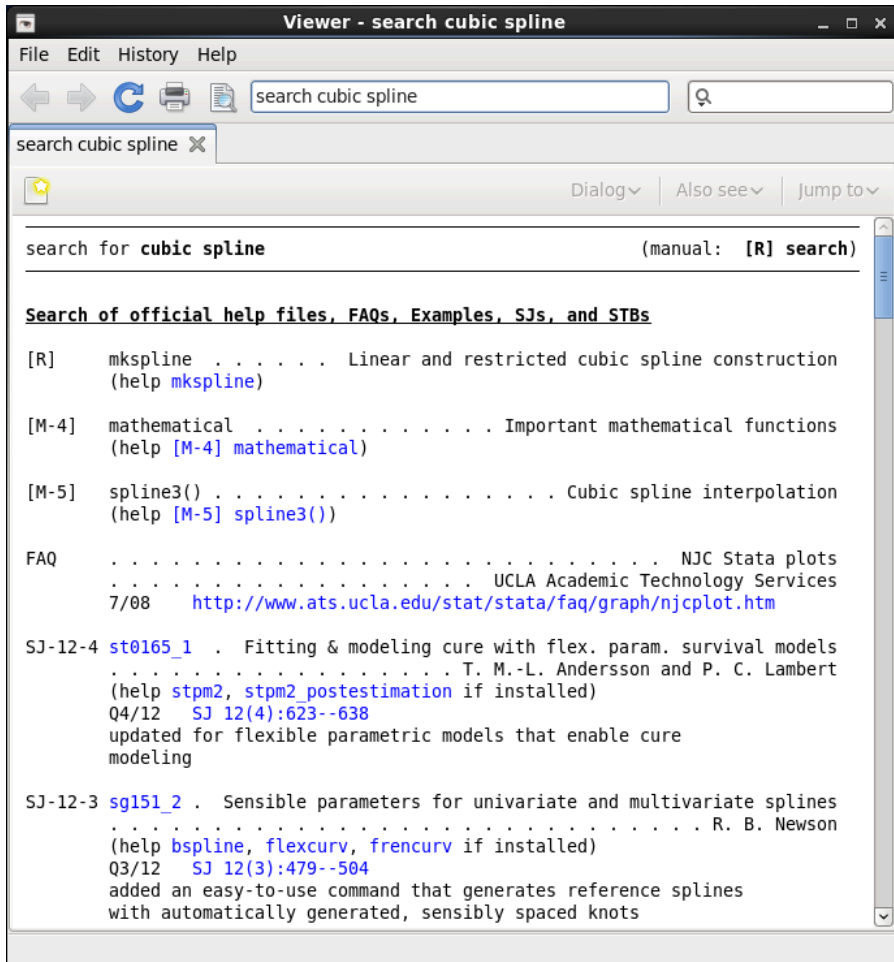 Viewer - search cubic spline
File Edit History Help
search cubic spline
search cubic spline
Dialog Also see Jump to
search for cubic spline (manual: [R] search)
Search of official help files, FAQs, Examples, SJs, and STBs
[R] mkspline . . . . . . Linear and restricted cubic spline construction
(help mkspline)
[M-4] mathematical . . . . . . . . . . . . Important mathematical functions
(help [M-4] mathematical)
[M-5] spline3() . . . . . . . . . . . . . . . . . Cubic spline interpolation
(help [M-5] spline3())
FAQ . . . . . . . . . . . . . . . . . . . . . . . . . . . NJC Stata plots
. . . . . . . . . . . . . . . . . . UCLA Academic Technology Services
7/08 http://www.ats.ucla.edu/stat/stata/faq/graph/njcplot.htm
SJ-12-4 st0165_1 . Fitting & modeling cure with flex. param. survival models
. . . . . . . . . . . . . . . . . T. M.-L. Andersson and P. C. Lambert
(help stpm2, stpm2_postestimation if installed)
Q4/12 SJ 12(4):623--638
updated for flexible parametric models that enable cure
modeling
SJ-12-3 sg151_2 . Sensible parameters for univariate and multivariate splines
. . . . . . . . . . . . . . . . . . . . . . . . . . . . . R. B. Newson
(help bspline, flexcurv, frencurv if installed)
Q3/12 SJ 12(3):479--504
added an easy-to-use command that generates reference splines
with automatically generated, sensibly spaced knots